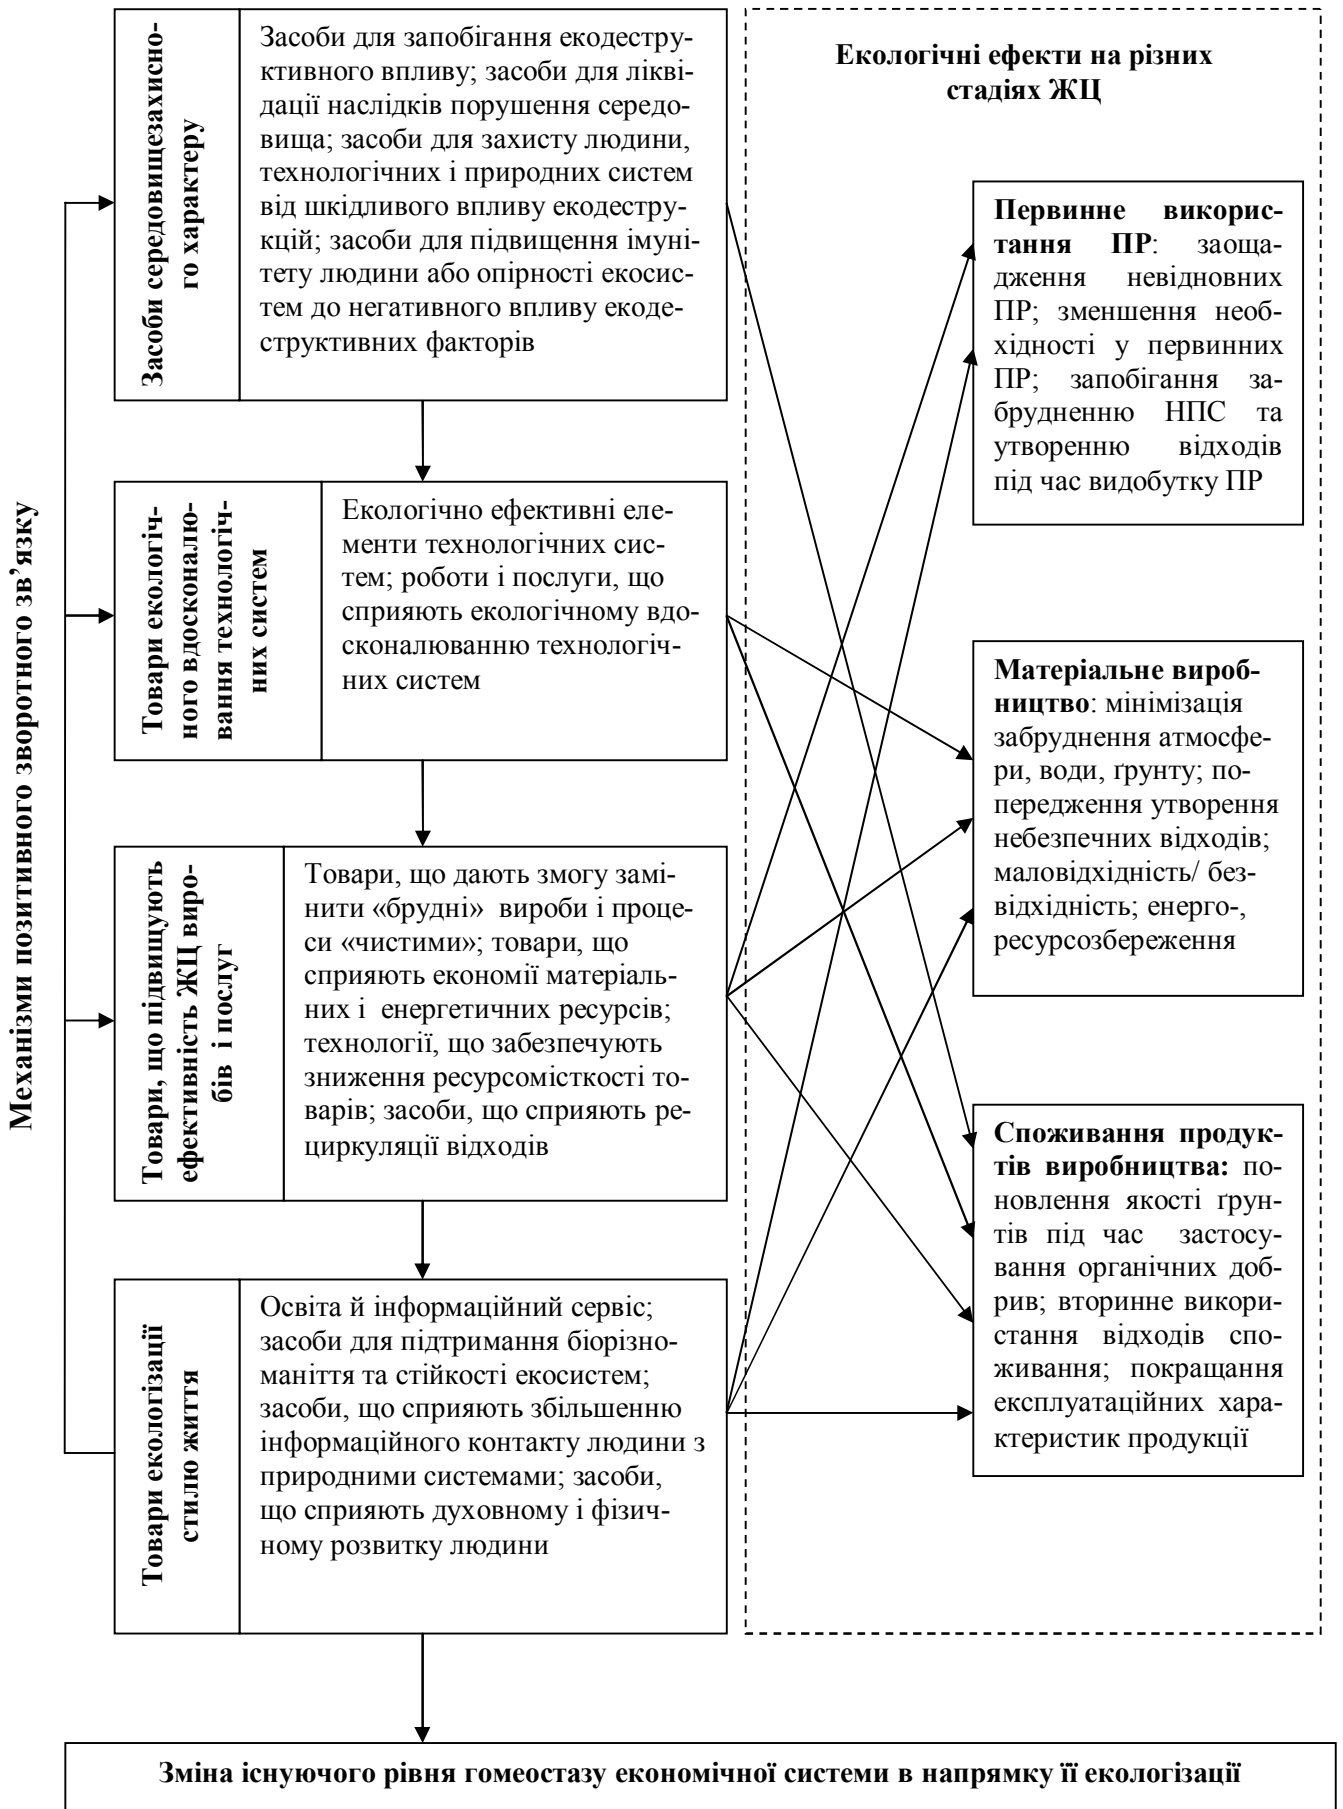 Механізми позитивного зворотного зв’язку
Засоби середовищезахисно-
го характеру
Засоби для запобігання екодестру-
ктивного впливу; засоби для лікві-
дації наслідків порушення середо-
вища; засоби для захисту людини,
технологічних і природних систем
від шкідливого впливу екодестру-
кцій; засоби для підвищення імуні-
тету людини або опірності екосис-
тем до негативного впливу екоде-
структивних факторів
Товари екологіч-
ного вдосконалю-
вання технологіч-
них систем
Екологічно ефективні еле-
менти технологічних сис-
тем; роботи і послуги, що
сприяють екологічному вдо-
сконалюванню технологіч-
них систем
Товари, що підвищують
ефективність ЖЦ виро-
бів і послуг
Товари, що дають змогу замі-
нити «брудні» вироби і проце-
си «чистими»; товари, що
сприяють економії матеріаль-
них і енергетичних ресурсів;
технології, що забезпечують
зниження ресурсомісткості то-
варів; засоби, що сприяють ре-
циркуляції відходів
Товари екологізації
стилю життя
Освіта й інформаційний сервіс;
засоби для підтримання біорізно-
маніття та стійкості екосистем;
засоби, що сприяють збільшенню
інформаційного контакту людини з
природними системами; засоби,
що сприяють духовному і фізич-
ному розвитку людини
Екологічні ефекти на різних
стадіях ЖЦ
Первинне викорис-
тання ПР: заоща-
дження невідновних
ПР; зменшення необ-
хідності у первинних
ПР; запобігання за-
брудненню НПС та
утворенню відходів
під час видобутку ПР
Матеріальне вироб-
ництво: мінімізація
забруднення атмосфе-
ри, води, ґрунту; по-
передження утворення
небезпечних відходів;
маловідхідність/ без-
відхідність; енерго-,
ресурсозбереження
Споживання продук-
тів виробництва: по-
новлення якості ґрун-
тів під час застосу-
вання органічних доб-
рив; вторинне викори-
стання відходів спо-
живання; покращання
експлуатаційних хара-
ктеристик продукції
Зміна існуючого рівня гомеостазу економічної системи в напрямку її екологізації